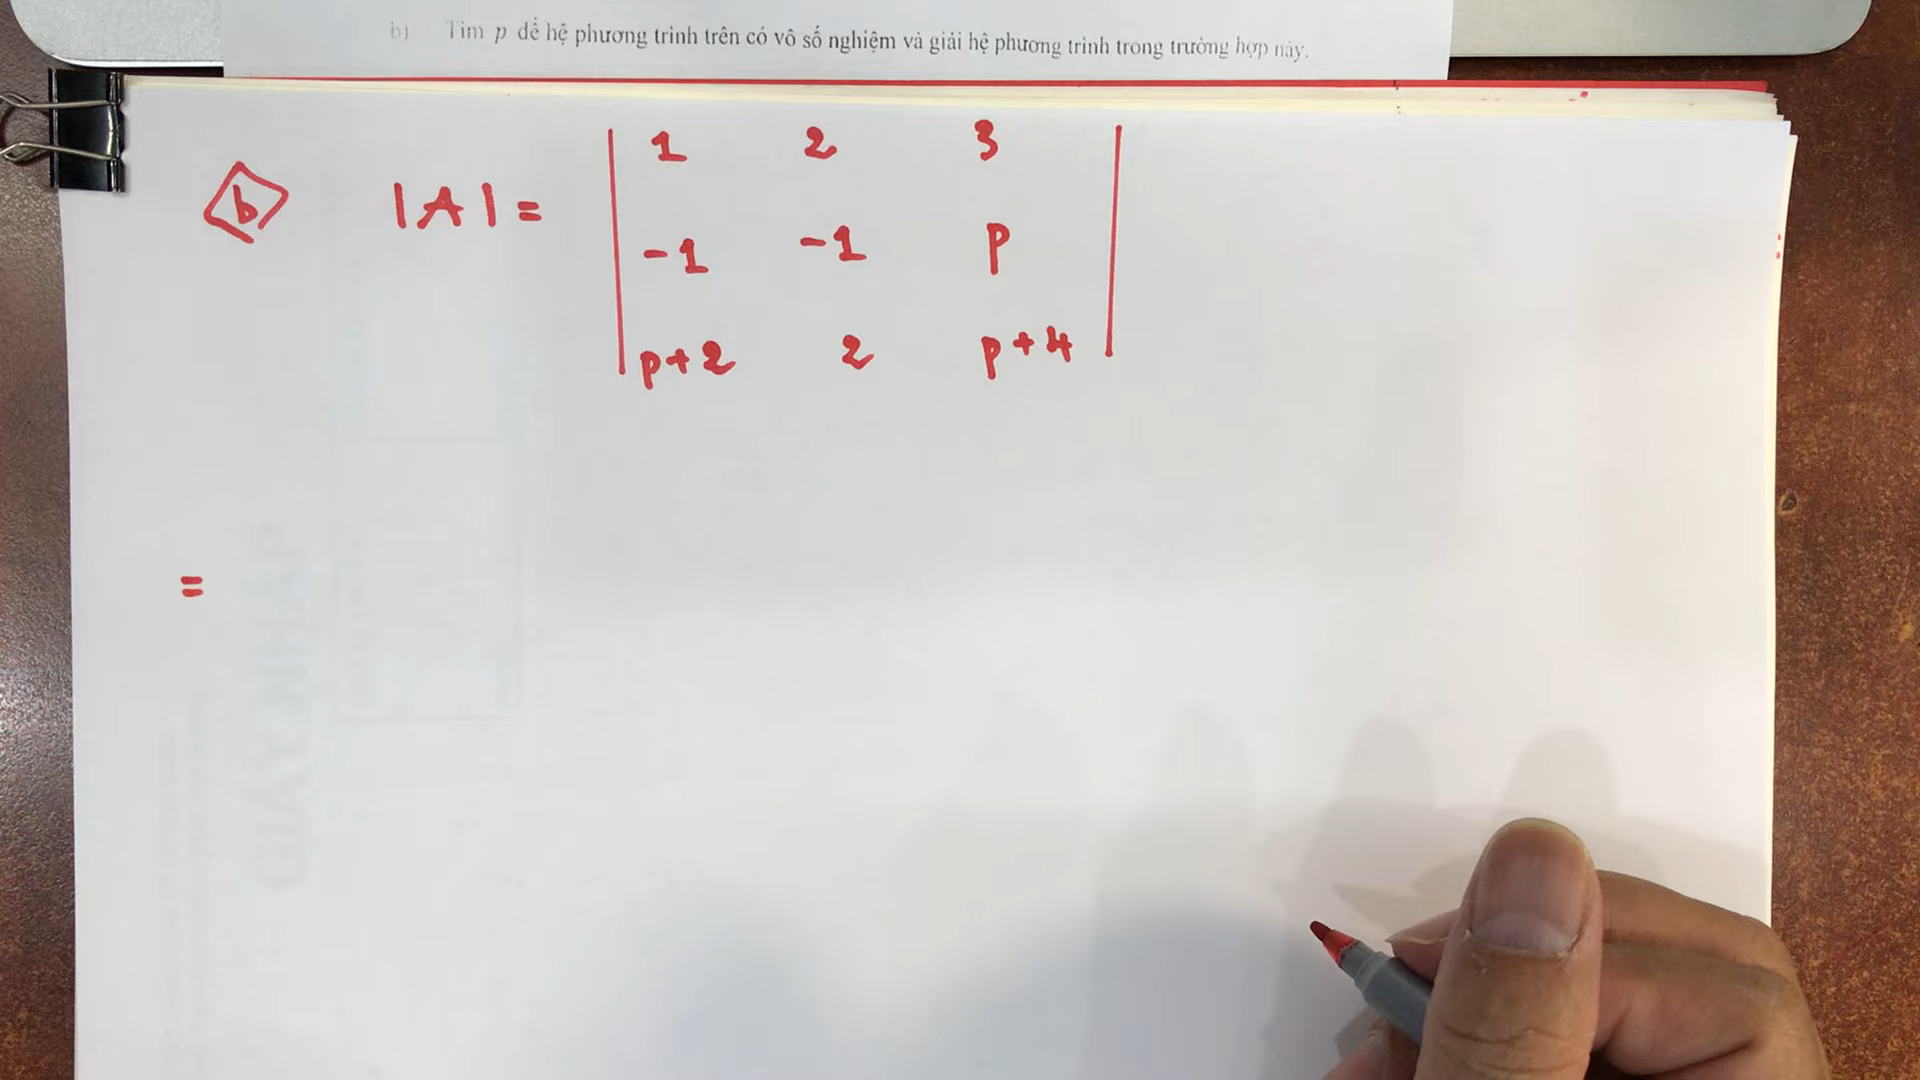 b) Tìm p để hệ phương trình trên có vô số nghiệm và giải hệ phương trình trong trường hợp này.
b |A| = | 1 2 3 |
-1 -1 p
p+2 2 p+4
=